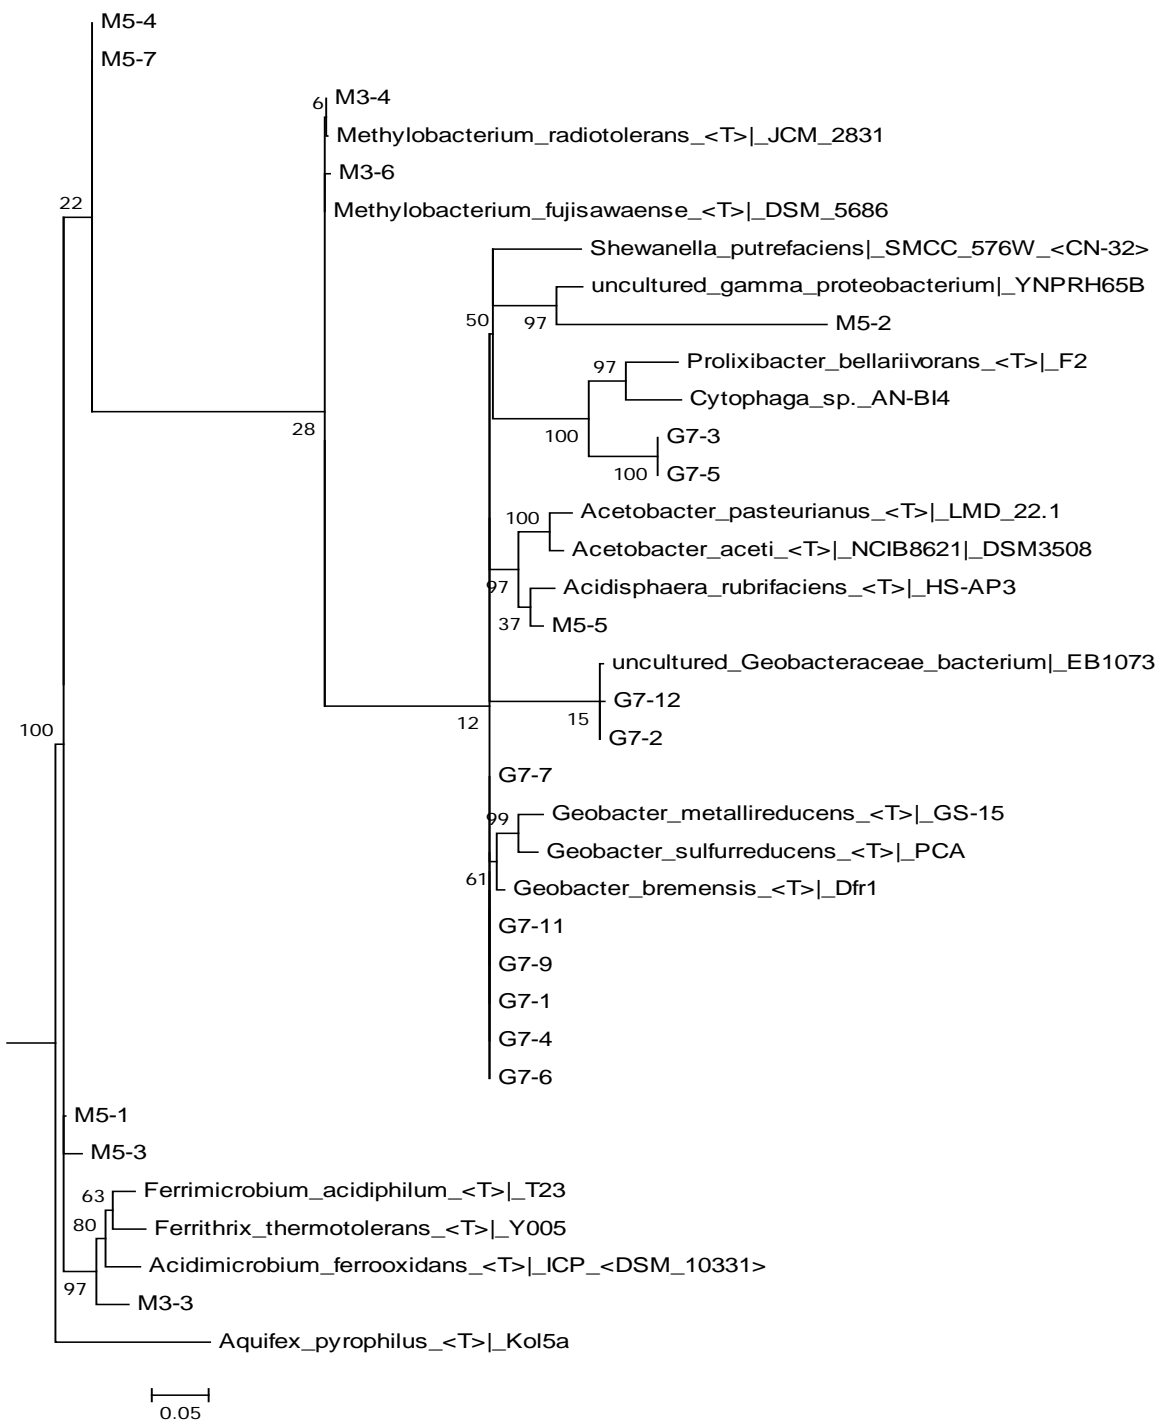 M5-4
M5-7
6
M3-4
Methylobacterium_radiotolerans_<T>|_JCM_2831
M3-6
22
Methylobacterium_fujisawaense_<T>|_DSM_5686
Shewanella_putrefaciens|_SMCC_576W_<CN-32>
uncultured_gamma_proteobacterium|_YNPRH65B
50
97
M5-2
97
Prolixibacter_bellariivorans_<T>|_F2
Cytophaga_sp._AN-BI4
28
100
G7-3
100
G7-5
100
Acetobacter_pasteurianus_<T>|_LMD_22.1
Acetobacter_aceti_<T>|_NCIB8621|_DSM3508
97
Acidisphaera_rubrifaciens_<T>|_HS-AP3
37
M5-5
uncultured_Geobacteraceae_bacterium|_EB1073
G7-12
12
15
G7-2
100
G7-7
99
Geobacter_metallireducens_<T>|_GS-15
Geobacter_sulfurreducens_<T>|_PCA
61
Geobacter_bremensis_<T>|_Dfr1
G7-11
G7-9
G7-1
G7-4
G7-6
M5-1
M5-3
63
Ferrimicrobium_acidiphilum_<T>|_T23
80
Ferrithrix_thermotolerans_<T>|_Y005
Acidimicrobium_ferrooxidans_<T>|_ICP_<DSM_10331>
97
M3-3
Aquifex_pyrophilus_<T>|_Kol5a
0.05